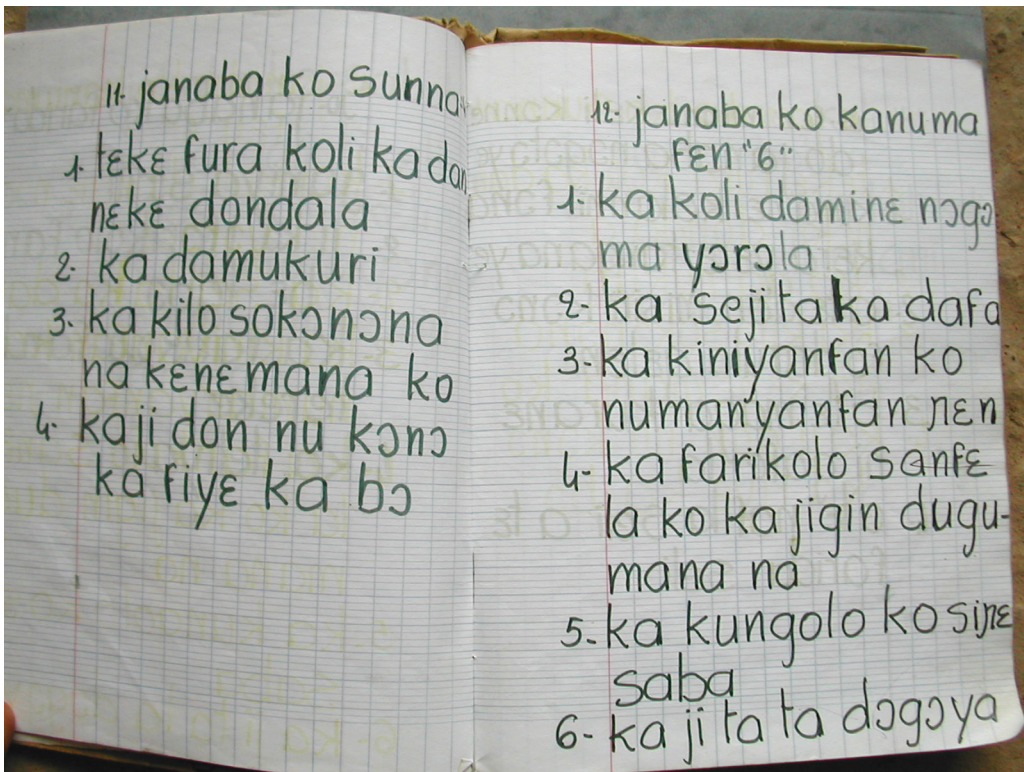 11. janaba ko sunna
1. tɛkɛ fura koli ka dan
nɛkɛ dondala
2. ka damukuri
3. ka kilo sokɔnɔna
na kɛnɛmana ko
4. kaji don nu kɔnɔ
ka fiyɛ ka bɔ
12. janaba ko kanuma
fɛn "6"
1. ka koli daminɛ nɔgɔ
ma yɔrɔla
2- ka seji ta ka dafa
3- ka kiniyanfan ko
numanyanfan ɲɛn
4- ka farikolo sanfɛ
la ko ka jigin dugu-
mana na
5- ka kungolo ko siɲɛ
saba
6- ka ji ta ta dɔgɔya